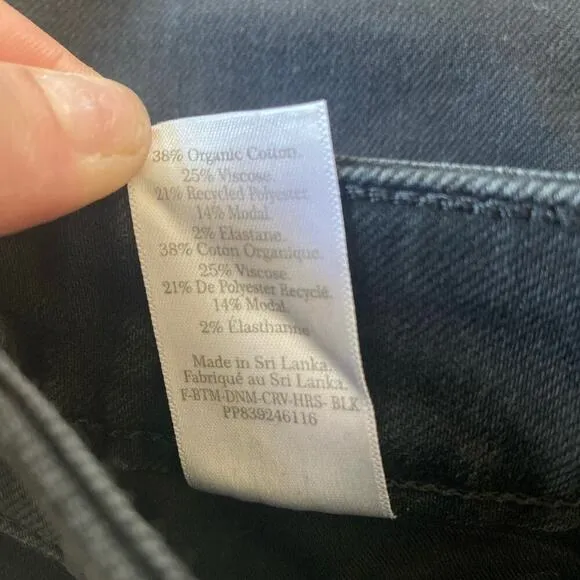 38% Organic Cotton.
25% Viscose.
21% Recycled Polyester.
14% Modal.
2% Elastane.
38% Coton Organique.
25% Viscose.
21% De Polyester Recyclé.
14% Modal.
2% Élasthanne
Made in Sri Lanka.
Fabriqué au Sri Lanka.
F-BTM-DNM-CRV-HRS- BLK
PP839246116